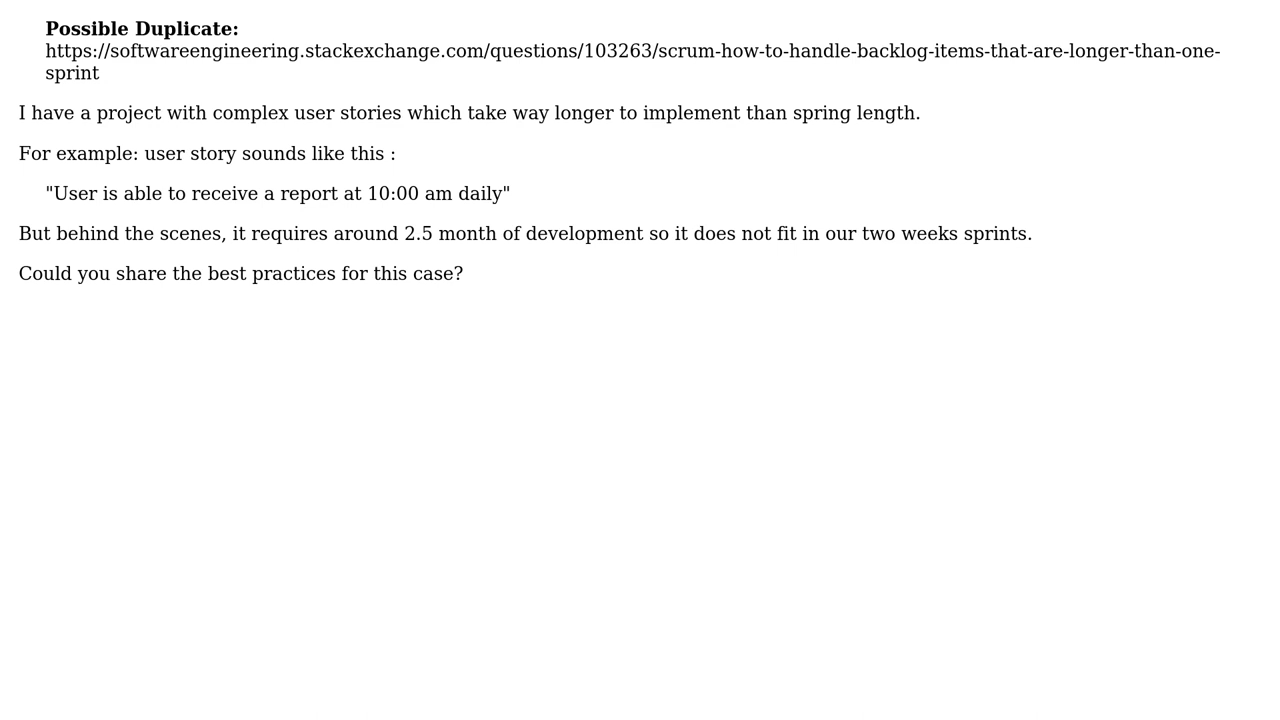 Possible Duplicate:
https://softwareengineering.stackexchange.com/questions/103263/scrum-how-to-handle-backlog-items-that-are-longer-than-one-
sprint
I have a project with complex user stories which take way longer to implement than spring length.
For example: user story sounds like this :
"User is able to receive a report at 10:00 am daily"
But behind the scenes, it requires around 2.5 month of development so it does not fit in our two weeks sprints.
Could you share the best practices for this case?